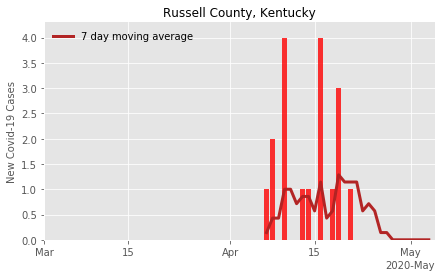 Russell County, Kentucky
7 day moving average
New Covid-19 Cases
4.0
3.5
3.0
2.5
2.0
1.5
1.0
0.5
0.0
Mar
15
Apr
15
May
2020-May